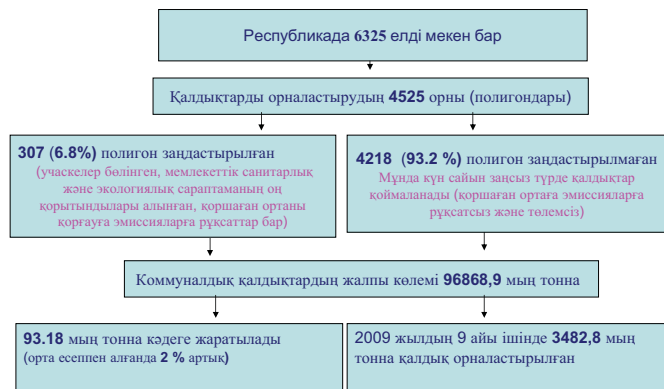 Республикада 6325 елді мекен бар
Қалдықтарды орналастырудың 4525 орны (полигондары)
307 (6.8%) полигон заңдастырылған
(учаскелер бөлінген, мемлекеттік санитарлық
және экологиялық сараптаманың оң
қорытындылары алынған, қоршаған ортаны
қорғауға эмиссияларға рұқсаттар бар)
4218 (93.2 %) полигон заңдастырылмаған
Мұнда күн сайын заңсыз түрде қалдықтар
қоймаланады (қоршаған ортаға эмиссияларға
рұқсатсыз және төлемсіз)
Коммуналдық қалдықтардың жалпы көлемі 96868,9 мың тонна
93.18 мың тонна кәдеге жаратылады
(орта есеппен алғанда 2 % артық)
2009 жылдың 9 айы ішінде 3482,8 мың
тонна қалдық орналастырылған